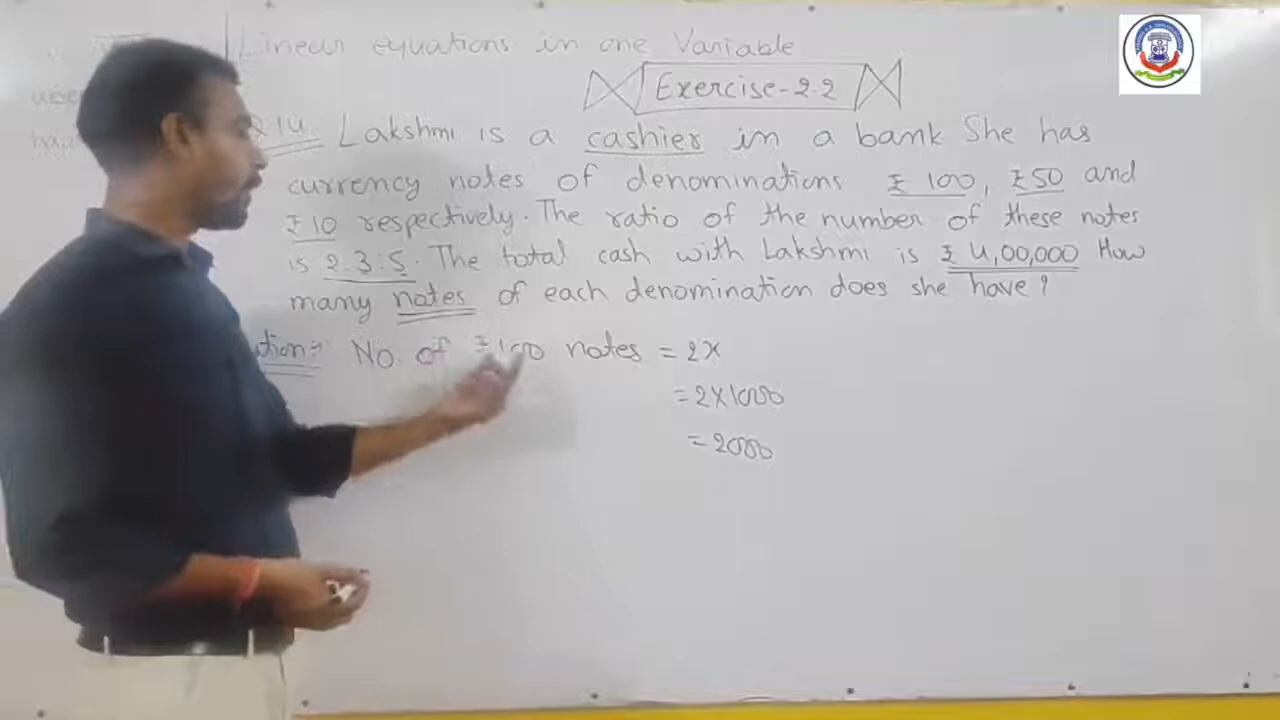 Linear equations in one Variable
Exercise-2.2
2.14 Lakshmi is a cashier in a bank She has
currency notes of denominations ₹ 100, ₹50 and
₹10 respectively. The ratio of the number of these notes
is 2:3:5. The total cash with Lakshmi is ₹ 4,00,000 How
many notes of each denomination does she have?
ution:- No. of ₹100 notes = 2x
= 2×1000
= 2000